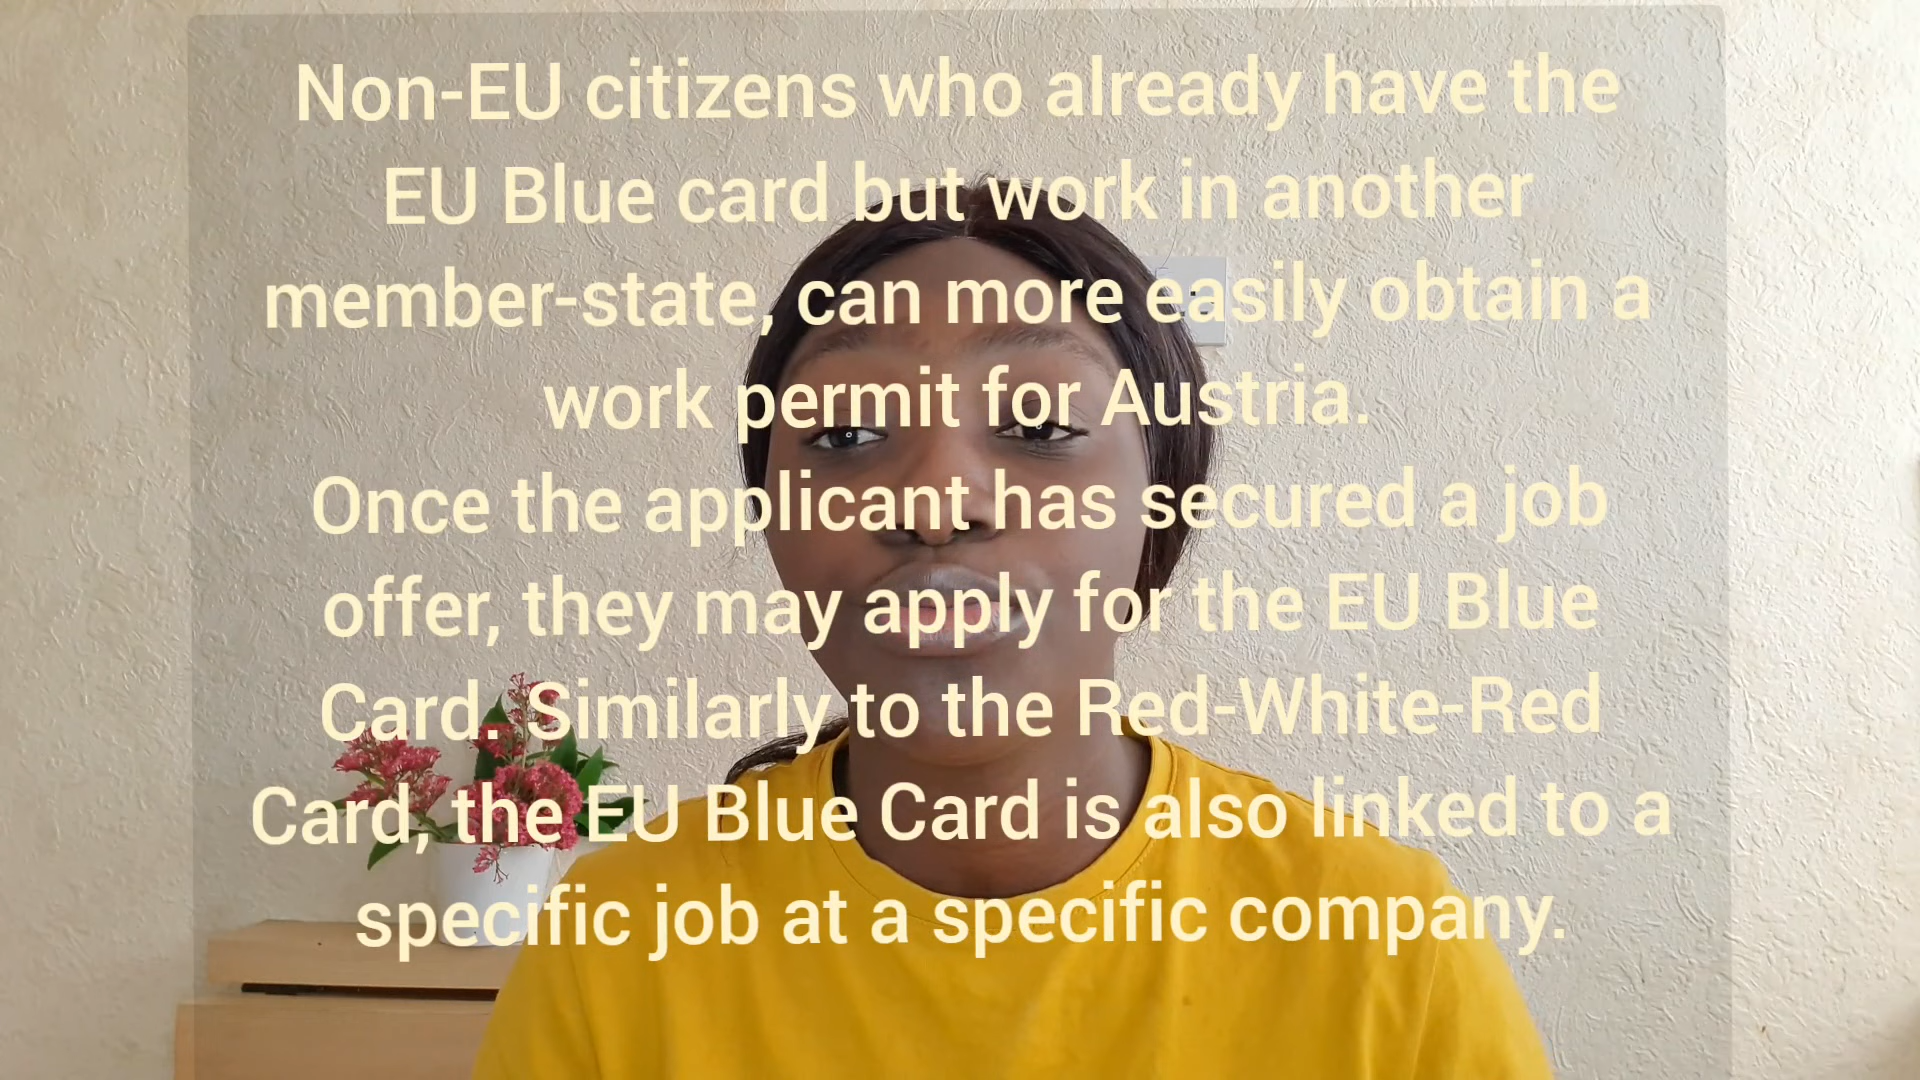 Non-EU citizens who already have the
EU Blue card but work in another
member-state, can more easily obtain a
work permit for Austria.
Once the applicant has secured a job
offer, they may apply for the EU Blue
Card. Similarly to the Red-White-Red
Card, the EU Blue Card is also linked to a
specific job at a specific company.